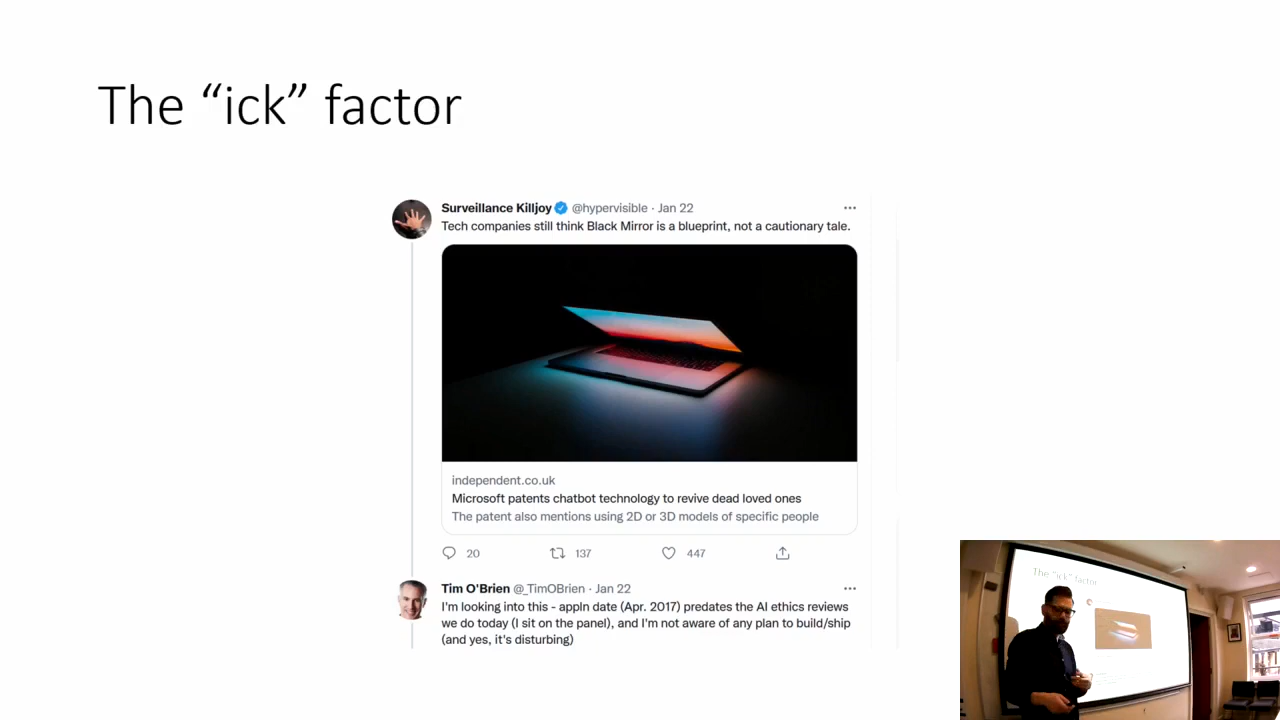 The “ick” factor
Surveillance Killjoy @hypervisible · Jan 22
Tech companies still think Black Mirror is a blueprint, not a cautionary tale.
independent.co.uk
Microsoft patents chatbot technology to revive dead loved ones
The patent also mentions using 2D or 3D models of specific people
20 137 447
Tim O'Brien @_TimOBrien · Jan 22
I'm looking into this - appln date (Apr. 2017) predates the AI ethics reviews
we do today (I sit on the panel), and I'm not aware of any plan to build/ship
(and yes, it's disturbing)
The “ick” factor